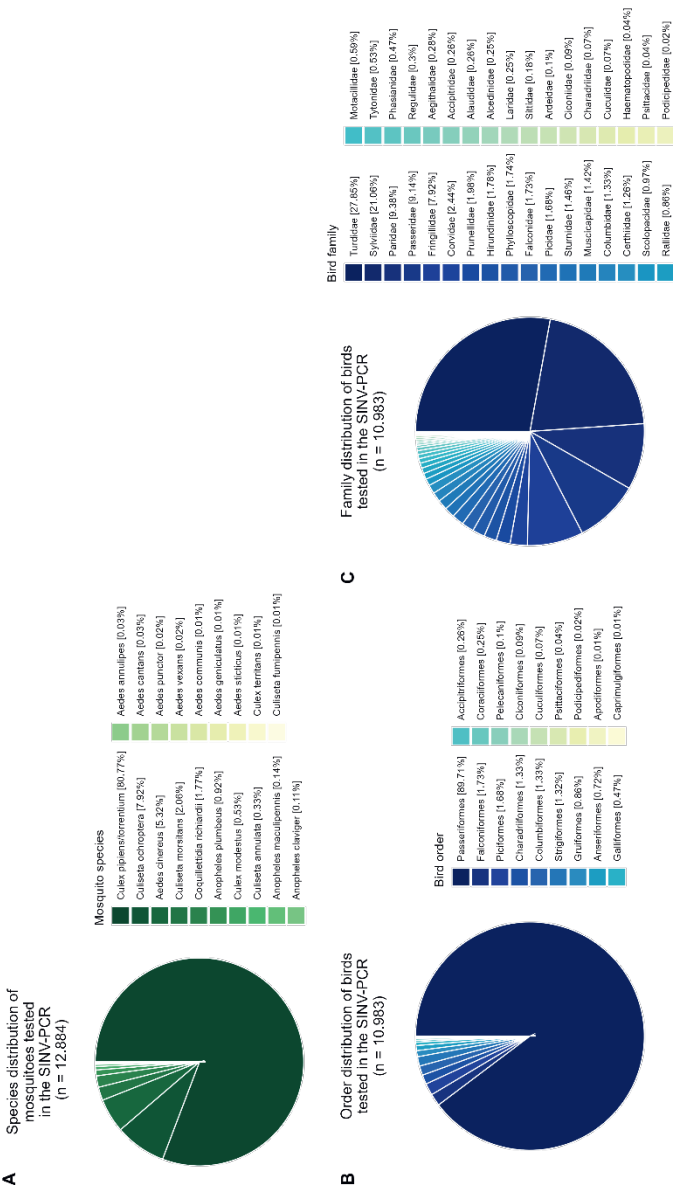 A
Species distribution of
mosquitoes tested
in the SINV-PCR
(n = 12.884)
Mosquito species
Culex pipiens/torrentium [80.77%]
Culiseta ochroptera [7.92%]
Aedes cinereus [5.32%]
Culiseta morsitans [2.06%]
Coquillettidia richiardii [1.77%]
Anopheles plumbeus [0.92%]
Culex modestus [0.53%]
Culiseta annulata [0.33%]
Anopheles maculipennis [0.14%]
Anopheles claviger [0.11%]
Aedes annulipes [0.03%]
Aedes cantans [0.03%]
Aedes punctor [0.02%]
Aedes vexans [0.02%]
Aedes communis [0.01%]
Aedes geniculatus [0.01%]
Aedes sticticus [0.01%]
Culex territans [0.01%]
Culiseta fumipennis [0.01%]
B
Order distribution of birds
tested in the SINV-PCR
(n = 10.983)
Bird order
Passeriformes [89.71%]
Falconiformes [1.73%]
Piciformes [1.68%]
Charadriiformes [1.33%]
Columbiformes [1.33%]
Strigiformes [1.32%]
Gruiformes [0.86%]
Anseriformes [0.72%]
Galliformes [0.47%]
Accipitriformes [0.26%]
Coraciiformes [0.25%]
Pelecaniformes [0.1%]
Ciconiiformes [0.09%]
Cuculiformes [0.07%]
Psittaciformes [0.04%]
Podicipediformes [0.02%]
Apodiformes [0.01%]
Caprimulgiformes [0.01%]
C
Family distribution of birds
tested in the SINV-PCR
(n = 10.983)
Bird family
Turdidae [27.85%]
Sylviidae [21.06%]
Paridae [9.38%]
Passeridae [9.14%]
Fringillidae [7.92%]
Corvidae [2.44%]
Prunellidae [1.98%]
Hirundinidae [1.78%]
Phylloscopidae [1.74%]
Falconidae [1.73%]
Picidae [1.68%]
Sturnidae [1.46%]
Muscicapidae [1.42%]
Columbidae [1.33%]
Certhiidae [1.26%]
Scolopacidae [0.97%]
Rallidae [0.86%]
Motacillidae [0.59%]
Tytonidae [0.53%]
Phasianidae [0.47%]
Regulidae [0.3%]
Aegithalidae [0.28%]
Accipitridae [0.26%]
Alaudidae [0.26%]
Alcedinidae [0.25%]
Laridae [0.25%]
Sittidae [0.18%]
Ardeidae [0.1%]
Ciconiidae [0.09%]
Charadriidae [0.07%]
Cuculidae [0.07%]
Haematopodidae [0.04%]
Psittacidae [0.04%]
Podicipedidae [0.02%]